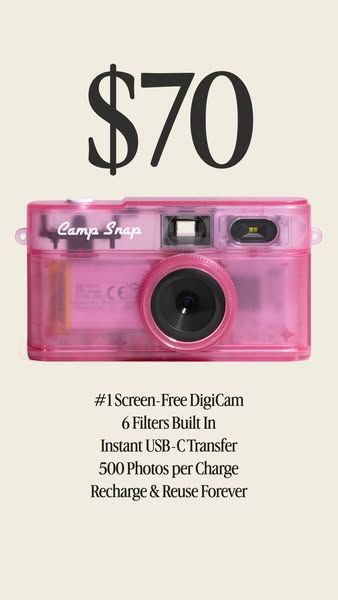 $70
Camp Snap
CE
#1 Screen-Free DigiCam
6 Filters Built In
Instant USB-C Transfer
500 Photos per Charge
Recharge & Reuse Forever